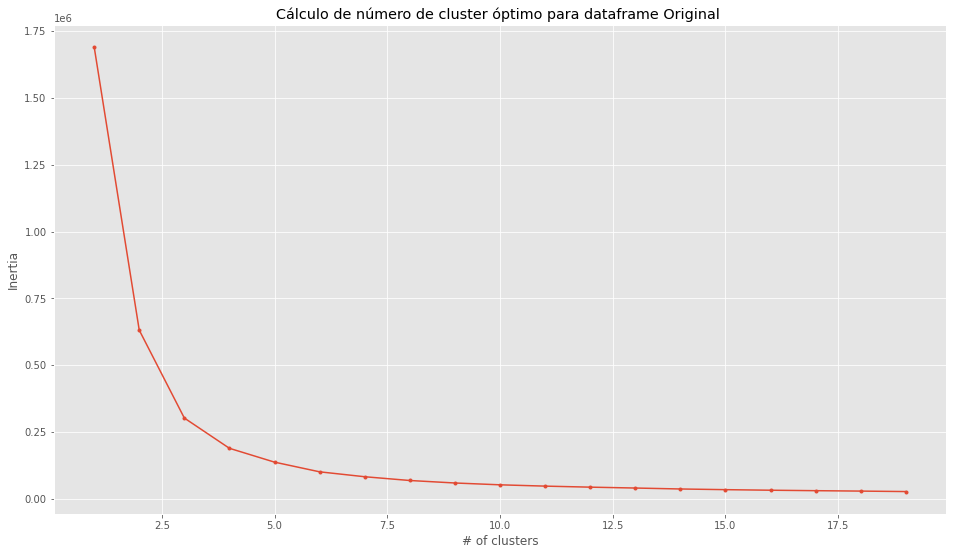 Cálculo de número de cluster óptimo para dataframe Original
1e6
1.75
1.50
1.25
1.00
0.75
0.50
0.25
0.00
Inertia
2.5 5.0 7.5 10.0 12.5 15.0 17.5
# of clusters